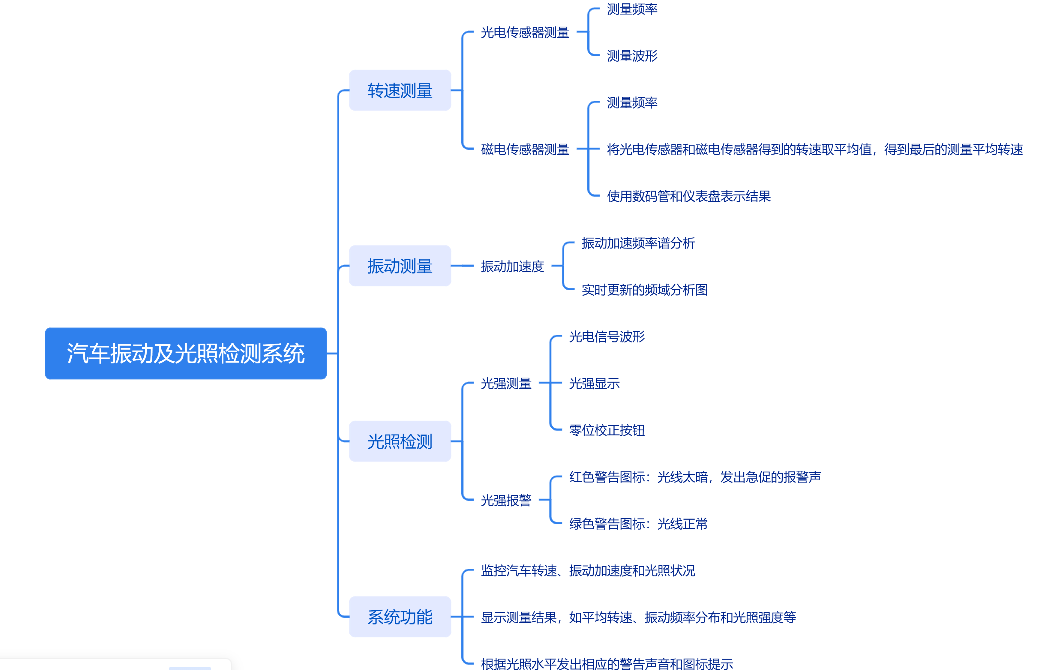 汽车振动及光照检测系统
转速测量
光电传感器测量
测量频率
测量波形
磁电传感器测量
测量频率
将光电传感器和磁电传感器得到的转速取平均值，得到最后的测量平均转速
使用数码管和仪表盘表示结果
振动测量
振动加速度
振动加速频率谱分析
实时更新的频域分析图
光照检测
光强测量
光电信号波形
光强显示
零位校正按钮
光强报警
红色警告图标：光线太暗，发出急促的报警声
绿色警告图标：光线正常
系统功能
监控汽车转速、振动加速度和光照状况
显示测量结果，如平均转速、振动频率分布和光照强度等
根据光照水平发出相应的警告声音和图标提示